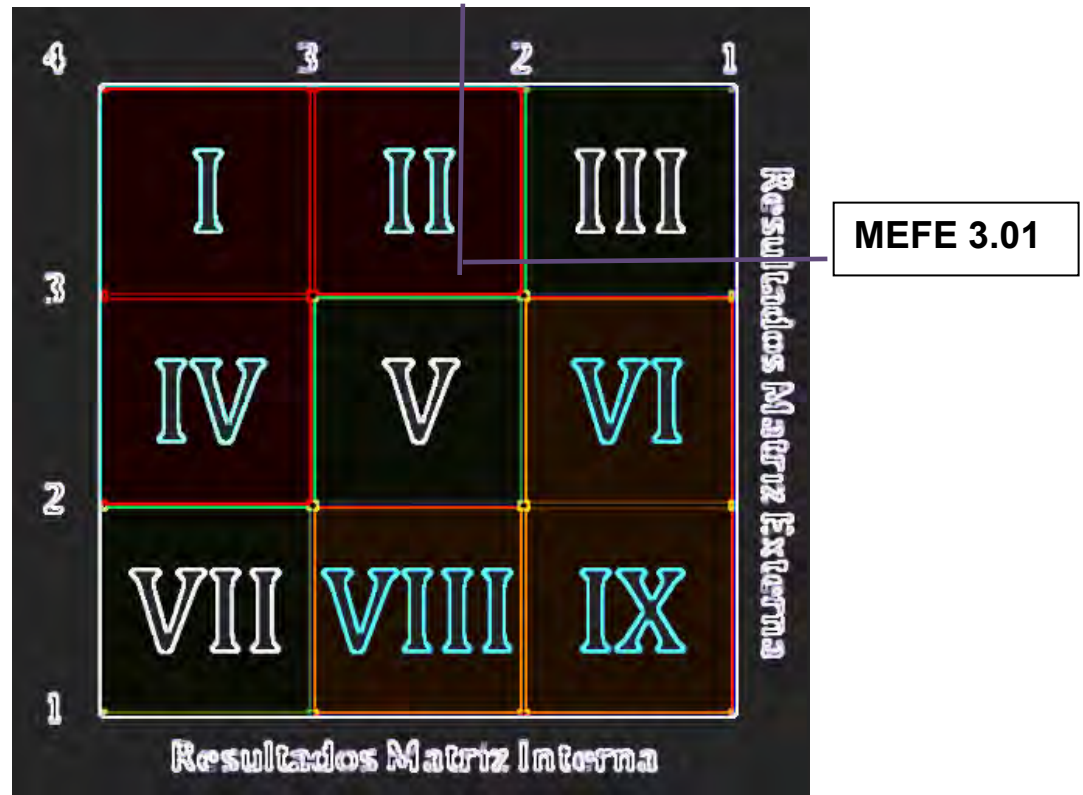 4 3 2 1
I II III
MEFE 3.01
3
IV V VI
2
VII VIII IX
1
Resultados Matriz Externa
Resultados Matriz Interna